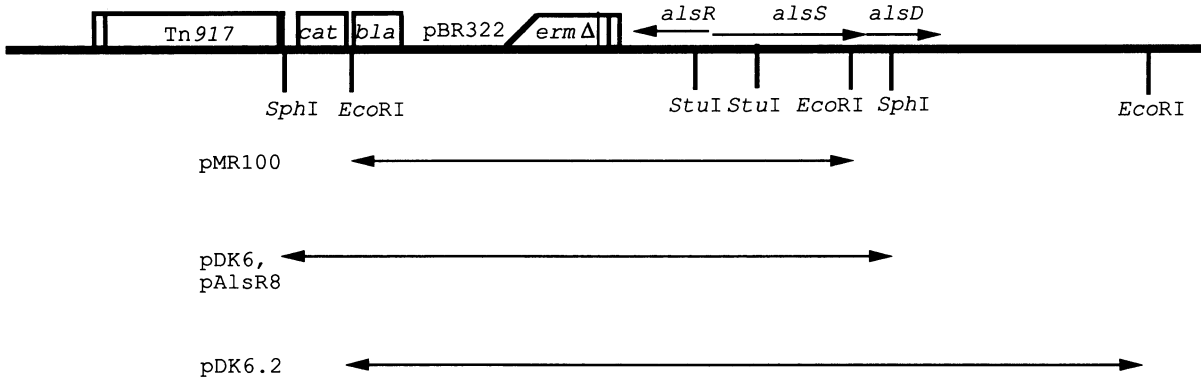 alsR alsS alsD
Tn917 cat bla pBR322 erm Δ
SphI EcoRI StuI StuI EcoRI SphI EcoRI
pMR100
pDK6,
pAlsR8
pDK6.2